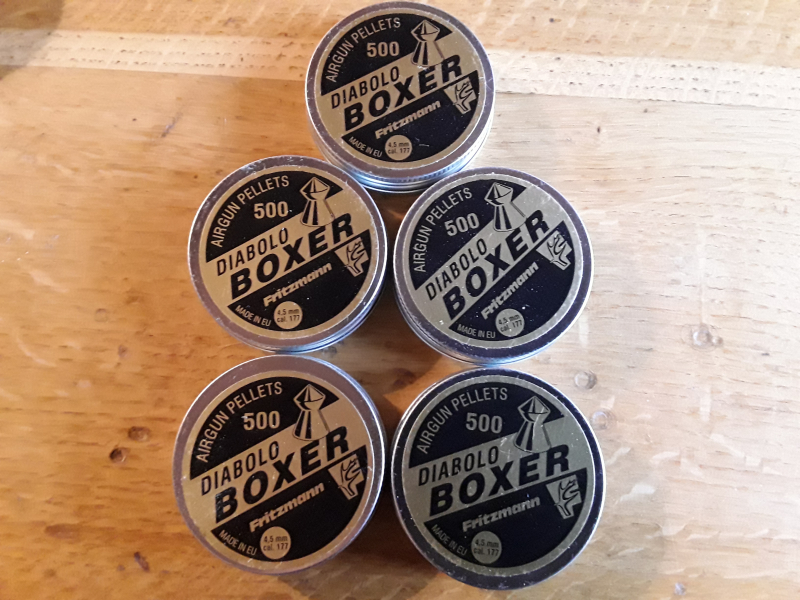 AIRGUN PELLETS
500
DIABOLO
BOXER
Fritzmann
MADE IN EU
4,5 mm
cal. 177
AIRGUN PELLETS
500
DIABOLO
BOXER
Fritzmann
MADE IN EU
4,5 mm
cal. 177
AIRGUN PELLETS
500
DIABOLO
BOXER
Fritzmann
MADE IN EU
4,5 mm
cal. 177
AIRGUN PELLETS
500
DIABOLO
BOXER
Fritzmann
MADE IN EU
4,5 mm
cal. 177
AIRGUN PELLETS
500
DIABOLO
BOXER
Fritzmann
MADE IN EU
4,5 mm
cal. 177